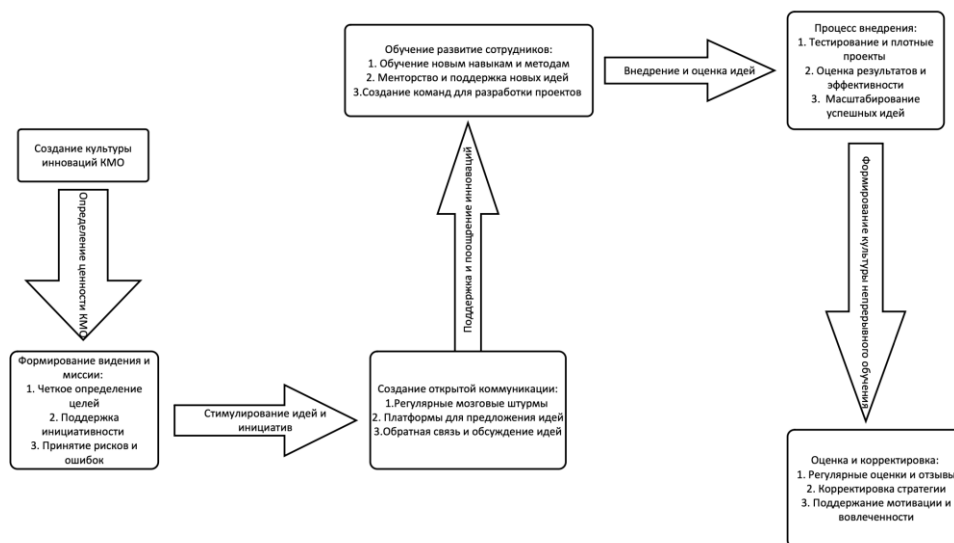 Создание культуры
инноваций КМО
Определение ценности КМО
Формирование видения и
миссии:
1. Четкое определение
целей
2. Поддержка
инициативности
3. Принятие рисков и
ошибок
Стимулирование идей и
инициатив
Создание открытой коммуникации:
1.Регулярные мозговые штурмы
2. Платформы для предложения идей
3.Обратная связь и обсуждение идей
Поддержка и поощрение инноваций
Обучение развитие сотрудников:
1. Обучение новым навыкам и методам
2. Менторство и поддержка новых идей
3.Создание команд для разработки проектов
Внедрение и оценка идей
Процесс внедрения:
1. Тестирование и плотные
проекты
2. Оценка результатов и
эффективности
3. Масштабирование
успешных идей
Формирование культуры непрерывного обучения
Оценка и корректировка:
1. Регулярные оценки и отзывы
2. Корректировка стратегии
3. Поддержание мотивации и
вовлеченности